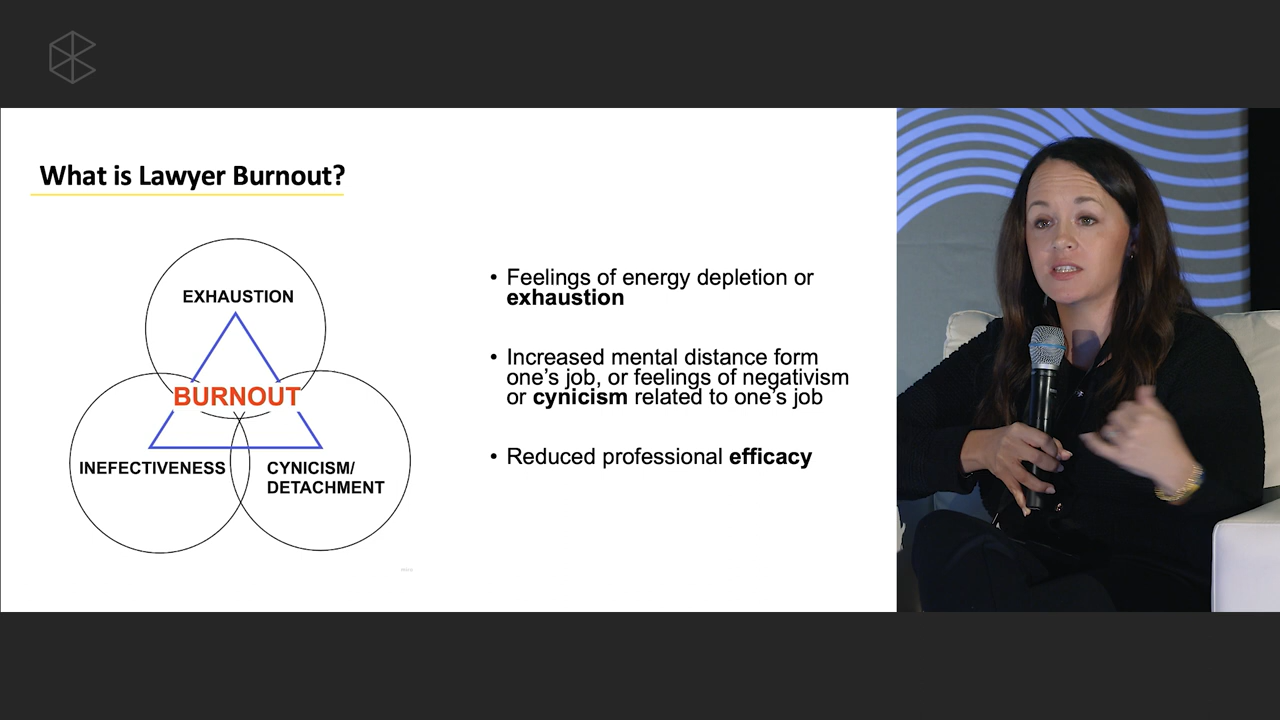 What is Lawyer Burnout?
EXHAUSTION
BURNOUT
INEFECTIVENESS
CYNICISM/
DETACHMENT
• Feelings of energy depletion or
exhaustion
• Increased mental distance form
one's job, or feelings of negativism
or cynicism related to one's job
• Reduced professional efficacy